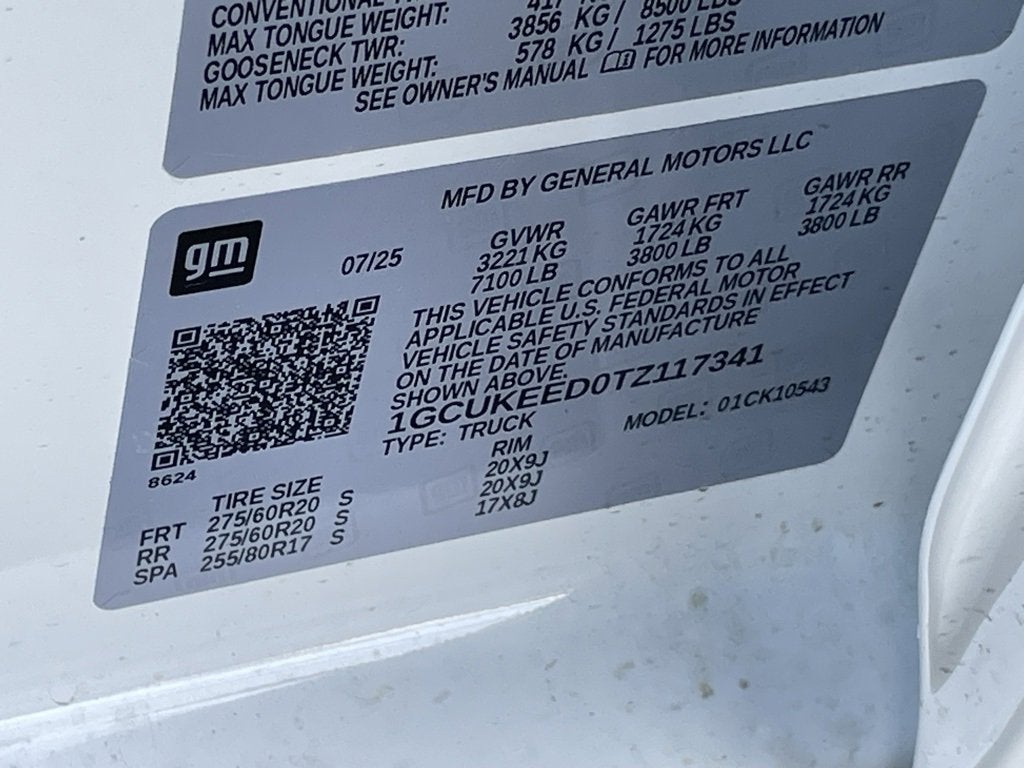 CONVENTIONAL
MAX TONGUE WEIGHT: 417
GOOSENECK TWR: 3856 KG / 8500 LBS
MAX TONGUE WEIGHT: 578 KG / 1275 LBS
SEE OWNER'S MANUAL FOR MORE INFORMATION
MFD BY GENERAL MOTORS LLC
gm
07/25
GVWR GAWR FRT GAWR RR
3221 KG 1724 KG 1724 KG
7100 LB 3800 LB 3800 LB
THIS VEHICLE CONFORMS TO ALL
APPLICABLE U.S. FEDERAL MOTOR
VEHICLE SAFETY STANDARDS IN EFFECT
ON THE DATE OF MANUFACTURE
SHOWN ABOVE.
1GCUKEED0TZ117341
TYPE: TRUCK MODEL: 01CK10543
8624
TIRE SIZE RIM
FRT 275/60R20 S 20X9J
RR 275/60R20 S 20X9J
SPA 255/80R17 S 17X8J